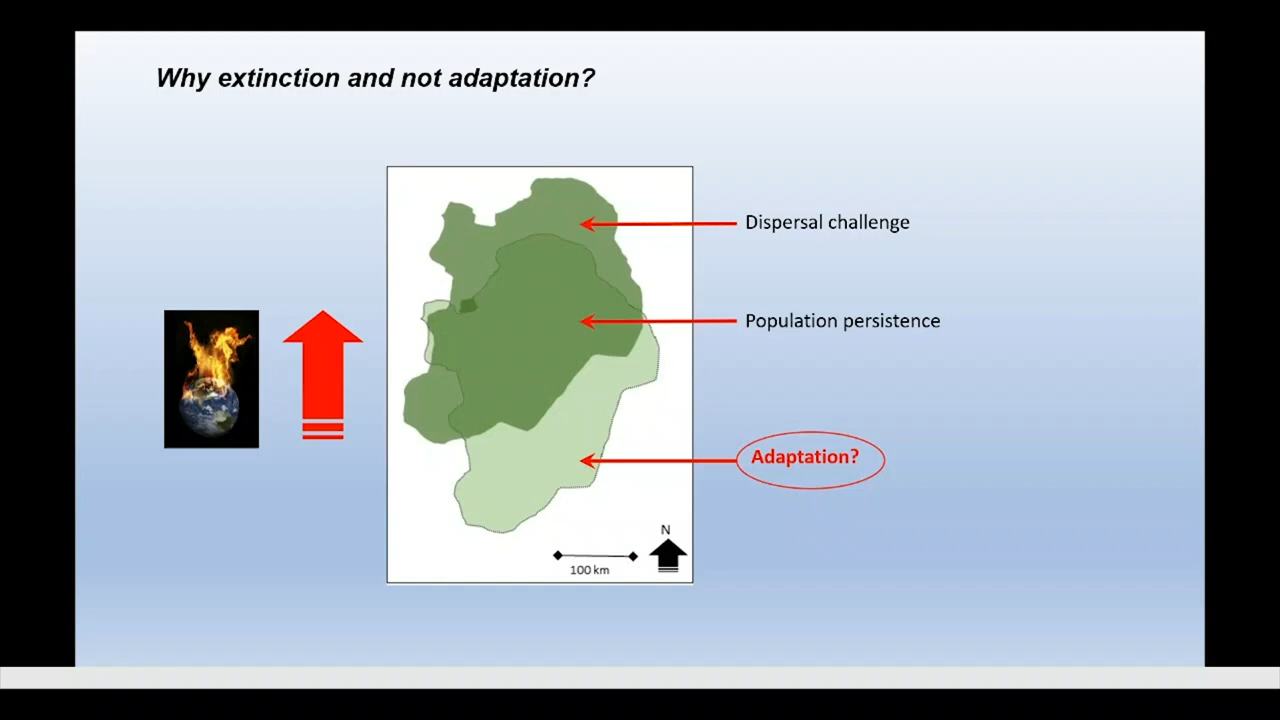 Why extinction and not adaptation?
Dispersal challenge
Population persistence
Adaptation?
N
100 km